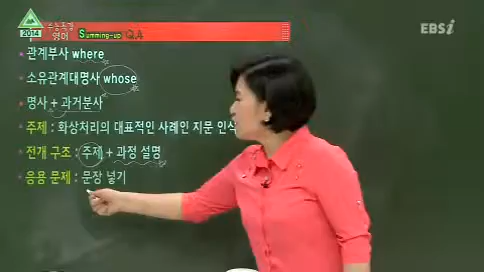 수능특강
영어
2014
Summing-up Q.A
EBSi
관계부사 where
소유관계대명사 whose
명사 + 과거분사
주제 : 화상처리의 대표적인 사례인 지문 인식
전개 구조 : 주제 + 과정 설명
응용 문제 : 문장 넣기